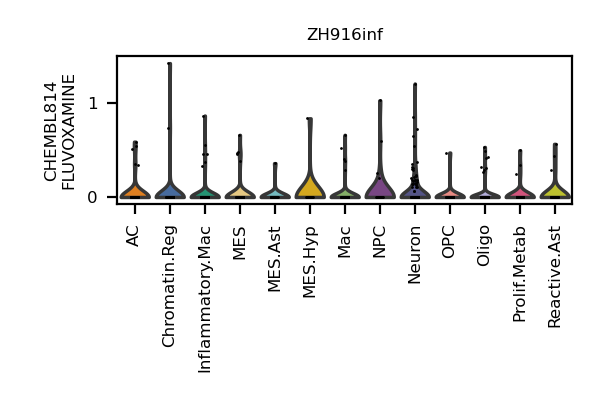 ZH916inf
CHEMBL814
FLUVOXAMINE
1
0
AC
Chromatin.Reg
Inflammatory.Mac
MES
MES.Ast
MES.Hyp
Mac
NPC
Neuron
OPC
Oligo
Prolif.Metab
Reactive.Ast